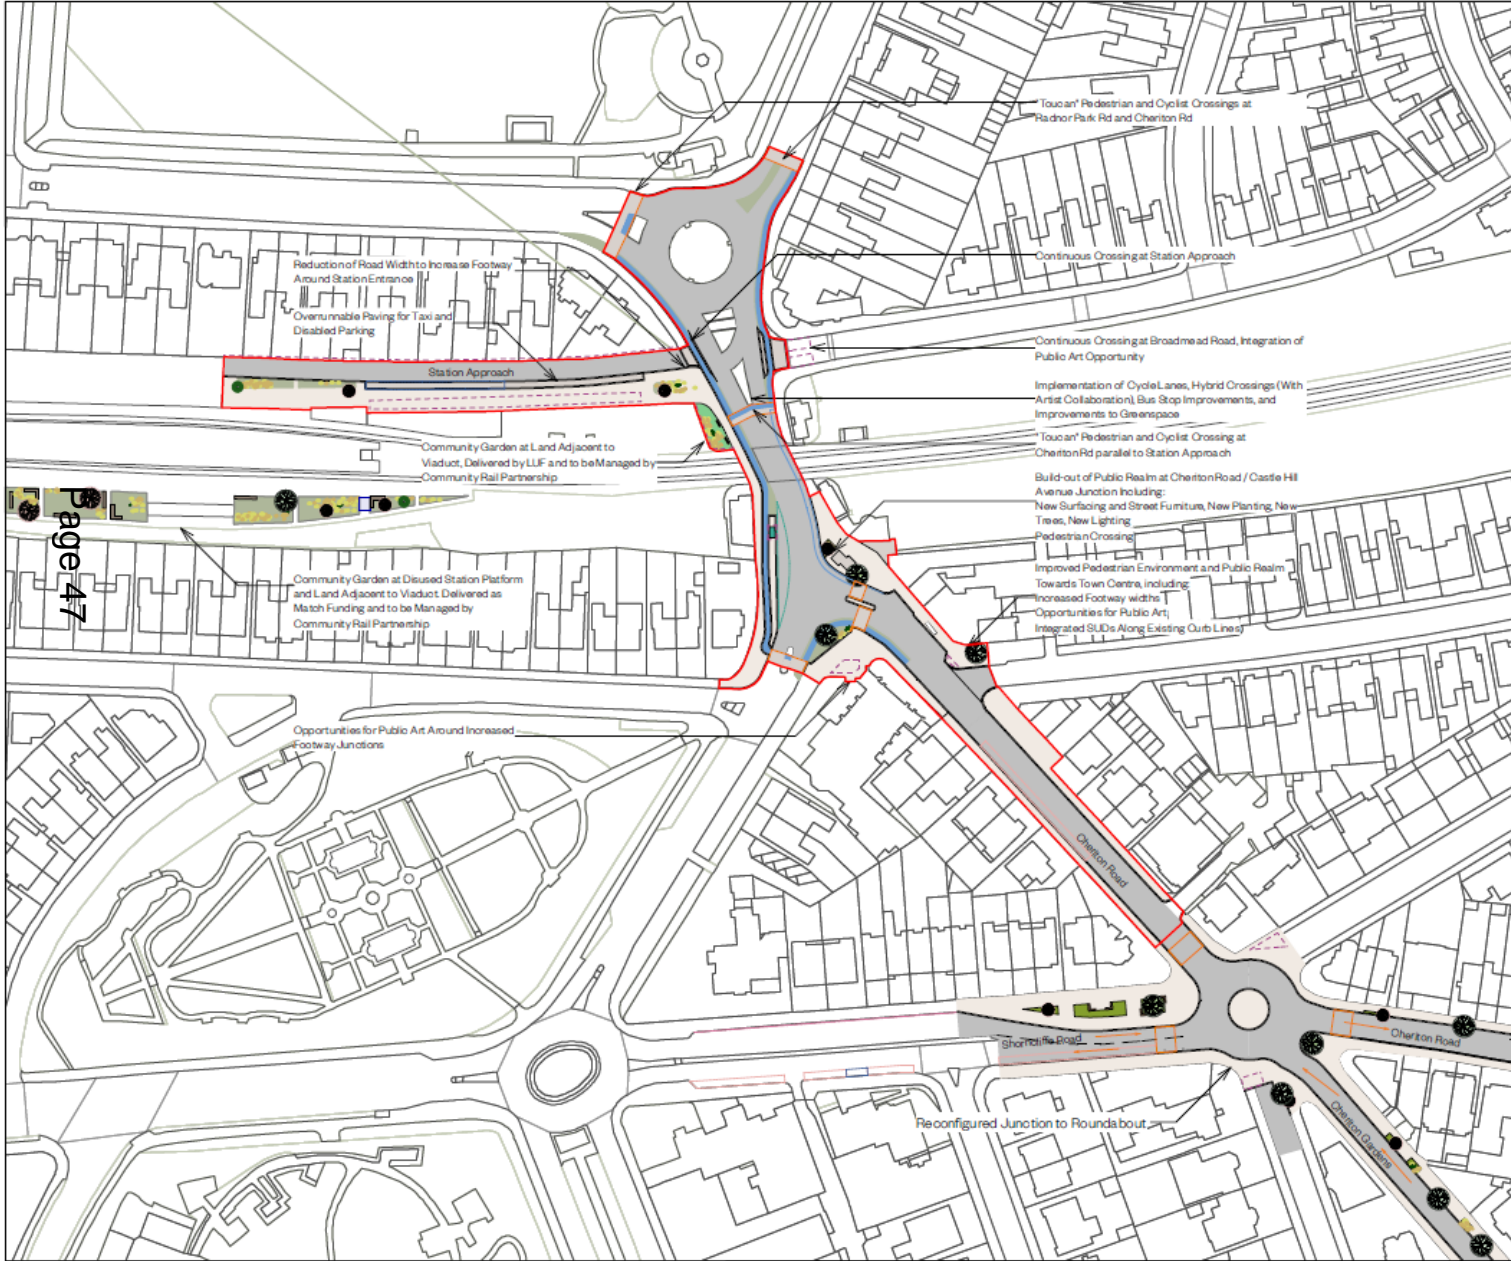 "Toucan" Pedestrian and Cyclist Crossings at
Radnor Park Rd and Cheriton Rd
Continuous Crossing at Station Approach
Reduction of Road Width to Increase Footway
Around Station Entrance
Overrunnable Paving for Taxi and
Disabled Parking
Station Approach
Continuous Crossing at Broadmead Road, Integration of
Public Art Opportunity
Implementation of Cycle Lanes, Hybrid Crossings (With
Artist Collaboration), Bus Stop Improvements, and
Improvements to Greenspace
"Toucan" Pedestrian and Cyclist Crossing at
Cheriton Rd parallel to Station Approach
Community Garden at Land Adjacent to
Viaduct, Delivered by LUF and to be Managed by
Community Rail Partnership
Build-out of Public Realm at Cheriton Road / Castle Hill
Avenue Junction Including:
New Surfacing and Street Furniture, New Planting, New
Trees, New Lighting
Pedestrian Crossing
Improved Pedestrian Environment and Public Realm
Towards Town Centre, including:
Increased Footway widths
Opportunities for Public Art;
Integrated SUDs Along Existing Curb Lines)
Page 47
Community Garden at Disused Station Platform
and Land Adjacent to Viaduct. Delivered as
Match Funding and to be Managed by
Community Rail Partnership
Opportunities for Public Art Around Increased
Footway Junctions
Cheriton Road
Shorncliffe Road
Cheriton Road
Reconfigured Junction to Roundabout
Cheriton Gardens